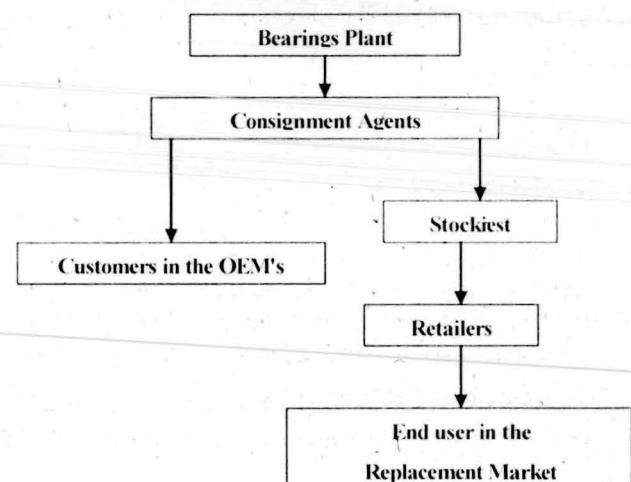 Bearings Plant
Consignment Agents
Stockiest
Customers in the OEM's
Retailers
End user in the
Replacement Market